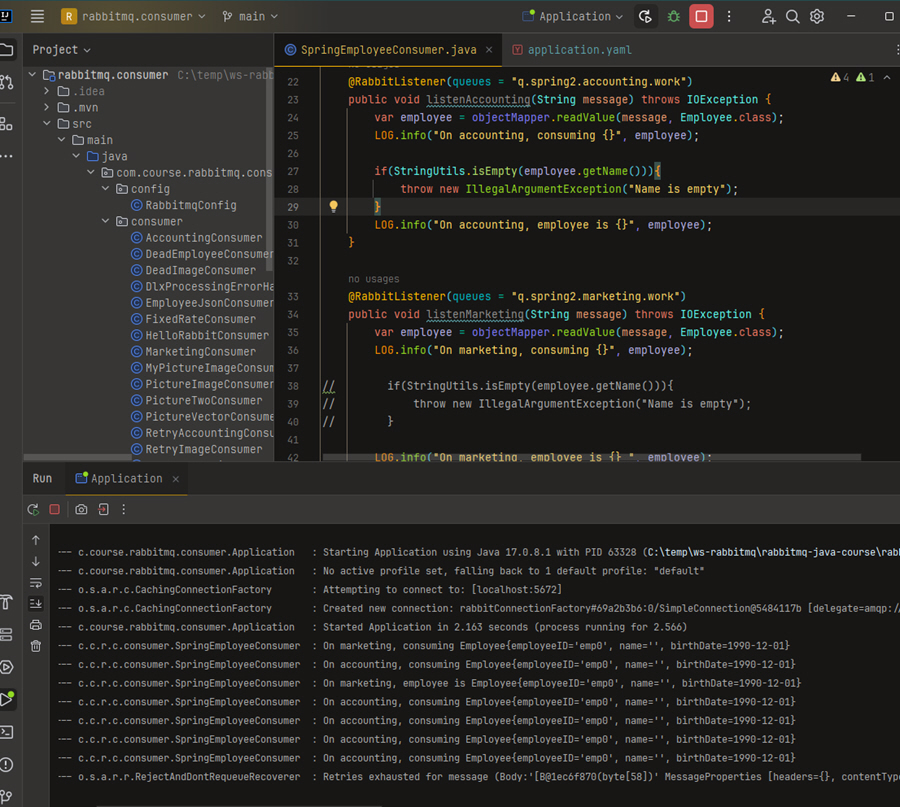 rabbitmq.consumer main Application
Project SpringEmployeeConsumer.java application.yaml
rabbitmq.consumer C:\temp\ws-rabb
.idea
.mvn
src
main
java
com.course.rabbitmq.cons
config
RabbitmqConfig
consumer
AccountingConsumer
DeadEmployeeConsumer
DeadImageConsumer
DlxProcessingErrorHa
EmployeeJsonConsumer
FixedRateConsumer
HelloRabbitConsumer
MarketingConsumer
MyPictureImageConsum
PictureImageConsumer
PictureTwoConsumer
PictureVectorConsume
RetryAccountingConsu
RetryImageConsumer
4 1
22 @RabbitListener(queues = "q.spring2.accounting.work")
23 public void listenAccounting(String message) throws IOException {
24 var employee = objectMapper.readValue(message, Employee.class);
25 LOG.info("On accounting, consuming {}", employee);
26
27 if(StringUtils.isEmpty(employee.getName())){
28 throw new IllegalArgumentException("Name is empty");
29 }
30 LOG.info("On accounting, employee is {}", employee);
31 }
32
no usages
33 @RabbitListener(queues = "q.spring2.marketing.work")
34 public void listenMarketing(String message) throws IOException {
35 var employee = objectMapper.readValue(message, Employee.class);
36 LOG.info("On marketing, consuming {}", employee);
37
38 // if(StringUtils.isEmpty(employee.getName())){
39 // throw new IllegalArgumentException("Name is empty");
40 // }
41
42 LOG.info("On marketing, employee is {} ", employee);
Run Application
--- c.course.rabbitmq.consumer.Application : Starting Application using Java 17.0.8.1 with PID 63328 (C:\temp\ws-rabbitmq\rabbitmq-java-course\rabb
--- c.course.rabbitmq.consumer.Application : No active profile set, falling back to 1 default profile: "default"
--- o.s.a.r.c.CachingConnectionFactory : Attempting to connect to: [localhost:5672]
--- o.s.a.r.c.CachingConnectionFactory : Created new connection: rabbitConnectionFactory#69a2b3b6:0/SimpleConnection@5484117b [delegate=amqp:/
--- c.course.rabbitmq.consumer.Application : Started Application in 2.163 seconds (process running for 2.566)
--- c.c.r.c.consumer.SpringEmployeeConsumer : On marketing, consuming Employee{employeeID='emp0', name='', birthDate=1990-12-01}
--- c.c.r.c.consumer.SpringEmployeeConsumer : On accounting, consuming Employee{employeeID='emp0', name='', birthDate=1990-12-01}
--- c.c.r.c.consumer.SpringEmployeeConsumer : On marketing, employee is Employee{employeeID='emp0', name='', birthDate=1990-12-01}
--- c.c.r.c.consumer.SpringEmployeeConsumer : On accounting, consuming Employee{employeeID='emp0', name='', birthDate=1990-12-01}
--- c.c.r.c.consumer.SpringEmployeeConsumer : On accounting, consuming Employee{employeeID='emp0', name='', birthDate=1990-12-01}
--- c.c.r.c.consumer.SpringEmployeeConsumer : On accounting, consuming Employee{employeeID='emp0', name='', birthDate=1990-12-01}
--- c.c.r.c.consumer.SpringEmployeeConsumer : On accounting, consuming Employee{employeeID='emp0', name='', birthDate=1990-12-01}
--- o.s.a.r.r.RejectAndDontRequeueRecoverer : Retries exhausted for message (Body:'[B@1ec6f870(byte[58])' MessageProperties [headers={}, contentType